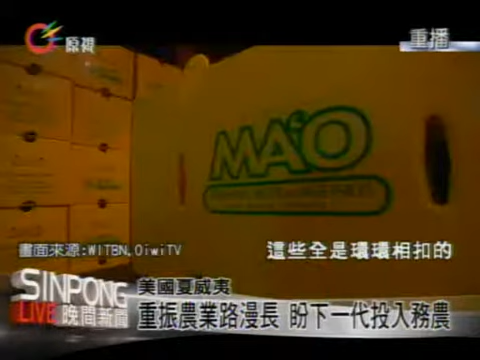 原視
重播
MA'O
畫面來源:WITBN,OiwiTV
這些全是環環相扣的
SINPONG
LIVE 晚間新聞
美國夏威夷
重振農業路漫長 盼下一代投入務農